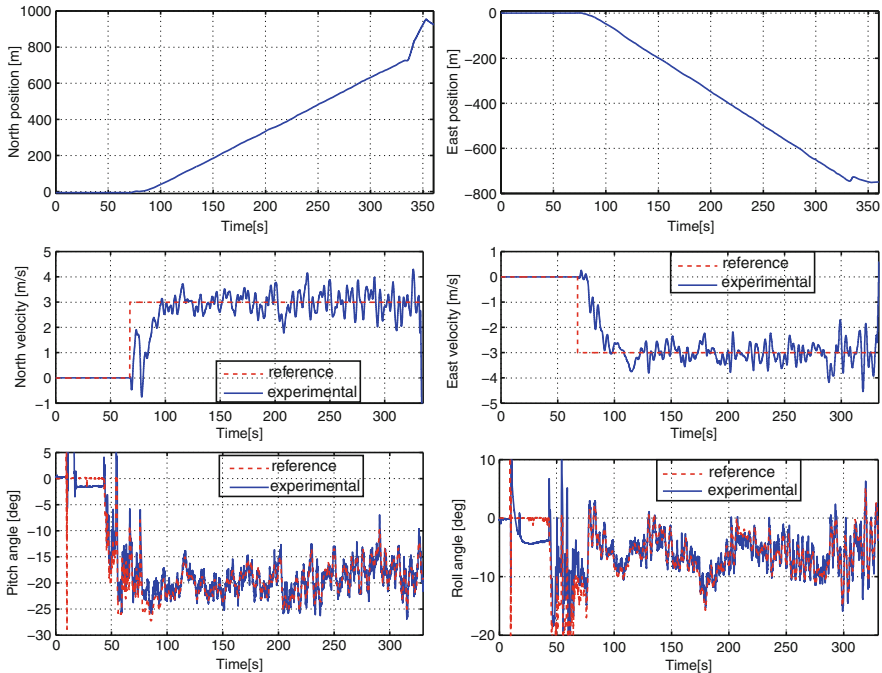 1000
800
600
400
200
0
North position [m]
0 50 100 150 200 250 300 350
Time[s]
0
−200
−400
−600
−800
East position [m]
0 50 100 150 200 250 300 350
Time[s]
5
4
3
2
1
0
−1
North velocity [m/s]
reference
experimental
0 50 100 150 200 250 300
Time[s]
1
0
−1
−2
−3
−4
−5
East velocity [m/s]
reference
experimental
0 50 100 150 200 250 300
Time[s]
5
0
−5
−10
−15
−20
−25
−30
Pitch angle [deg]
reference
experimental
0 50 100 150 200 250 300
Time[s]
10
0
−10
−20
Roll angle [deg]
reference
experimental
0 50 100 150 200 250 300
Time[s]